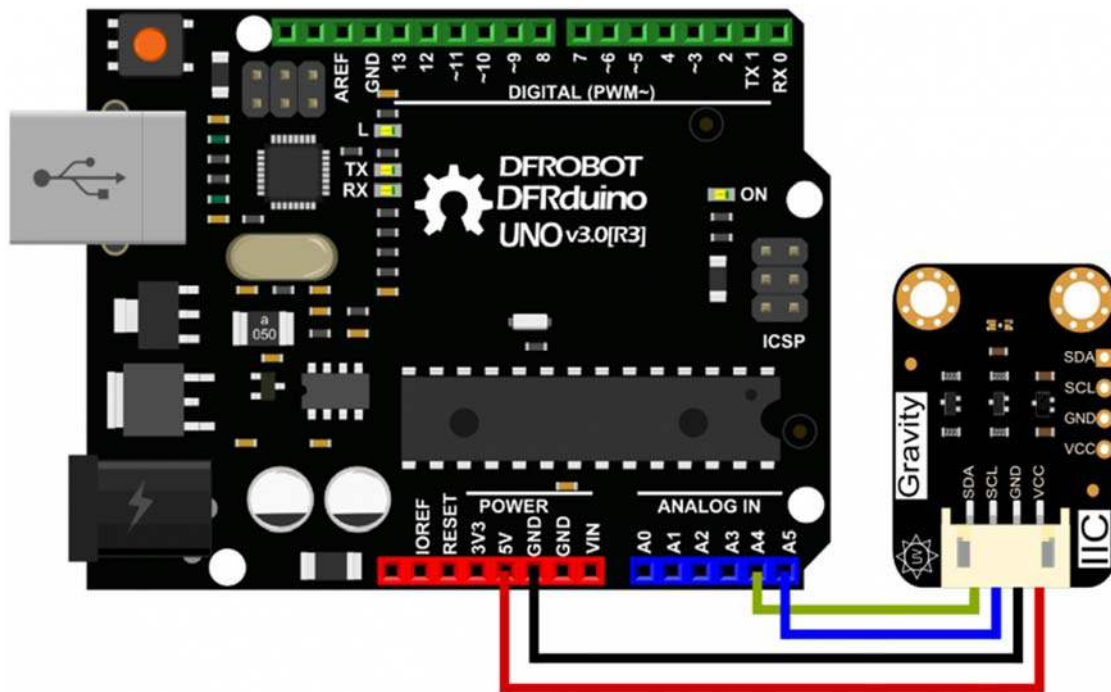 AREF
GND
13
12
~11
~10
~9
8
7
~6
~5
4
~3
2
TX 1
RX 0
DIGITAL (PWM~)
L
TX
RX
DFROBOT
DFRduino
UNO v3.0[R3]
ON
ICSP
a
050
POWER
ANALOG IN
IOREF
RESET
3V3
5V
GND
GND
VIN
A0
A1
A2
A3
A4
A5
SDA
SCL
GND
VCC
Gravity
SDA
SCL
GND
VCC
UV
IIC